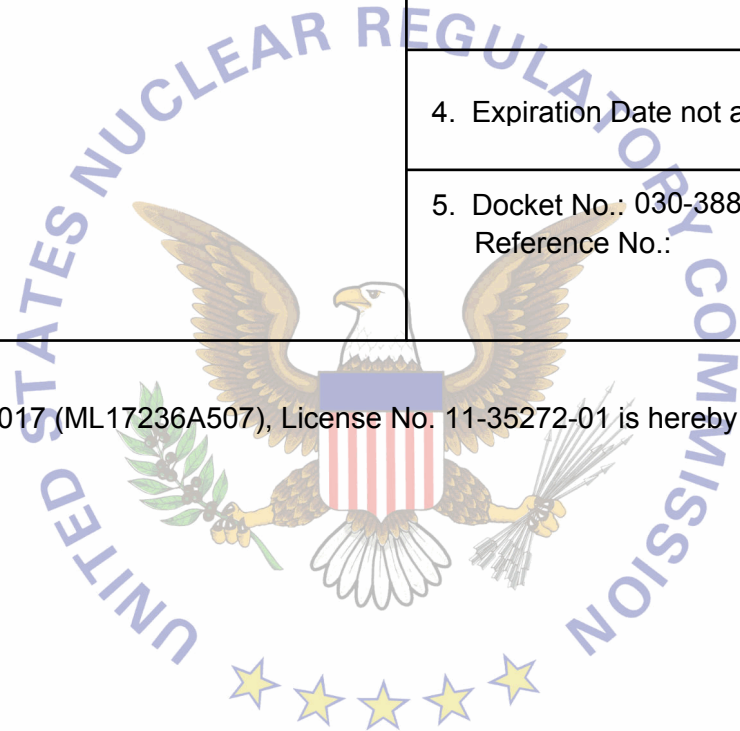 UNITED STATES NUCLEAR REGULATORY COMMISSION
4. Expiration Date not
5. Docket No.: 030-388
Reference No.:
017 (ML17236A507), License No. 11-35272-01 is hereby